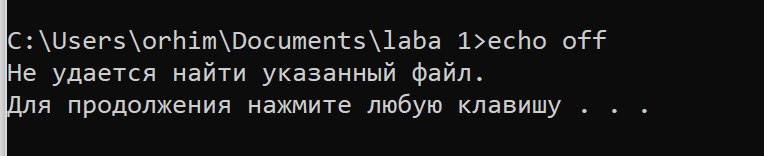 C:\Users\orhim\Documents\laba 1>echo off
Не удается найти указанный файл.
Для продолжения нажмите любую клавишу . . .